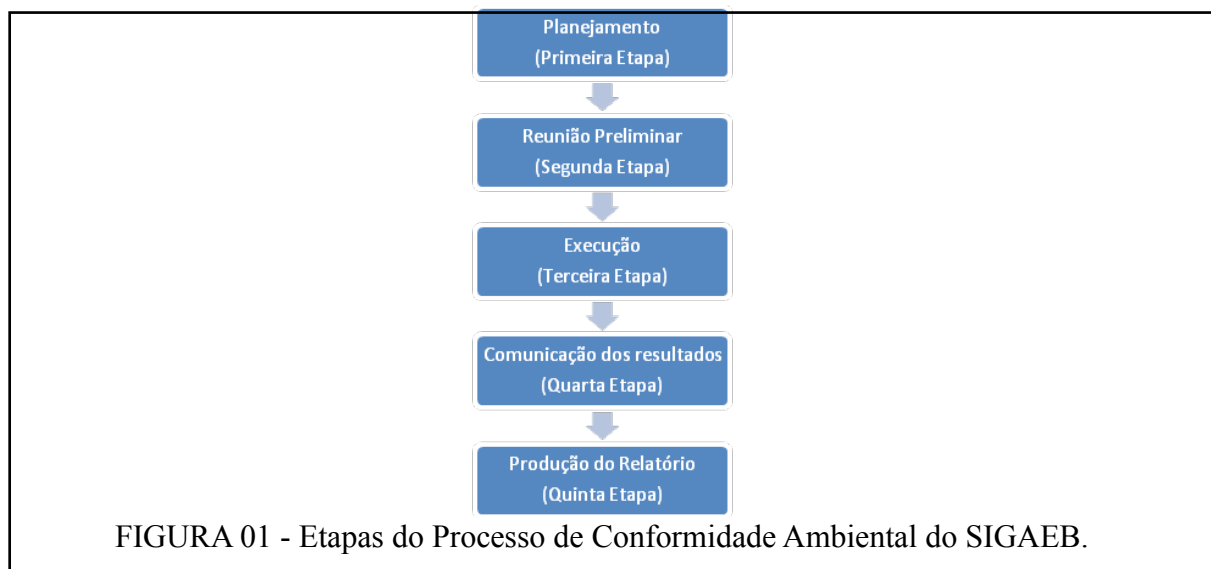 Planejamento
(Primeira Etapa)
Reunião Preliminar
(Segunda Etapa)
Execução
(Terceira Etapa)
Comunicação dos resultados
(Quarta Etapa)
Produção do Relatório
(Quinta Etapa)
FIGURA 01 - Etapas do Processo de Conformidade Ambiental do SIGAEB.